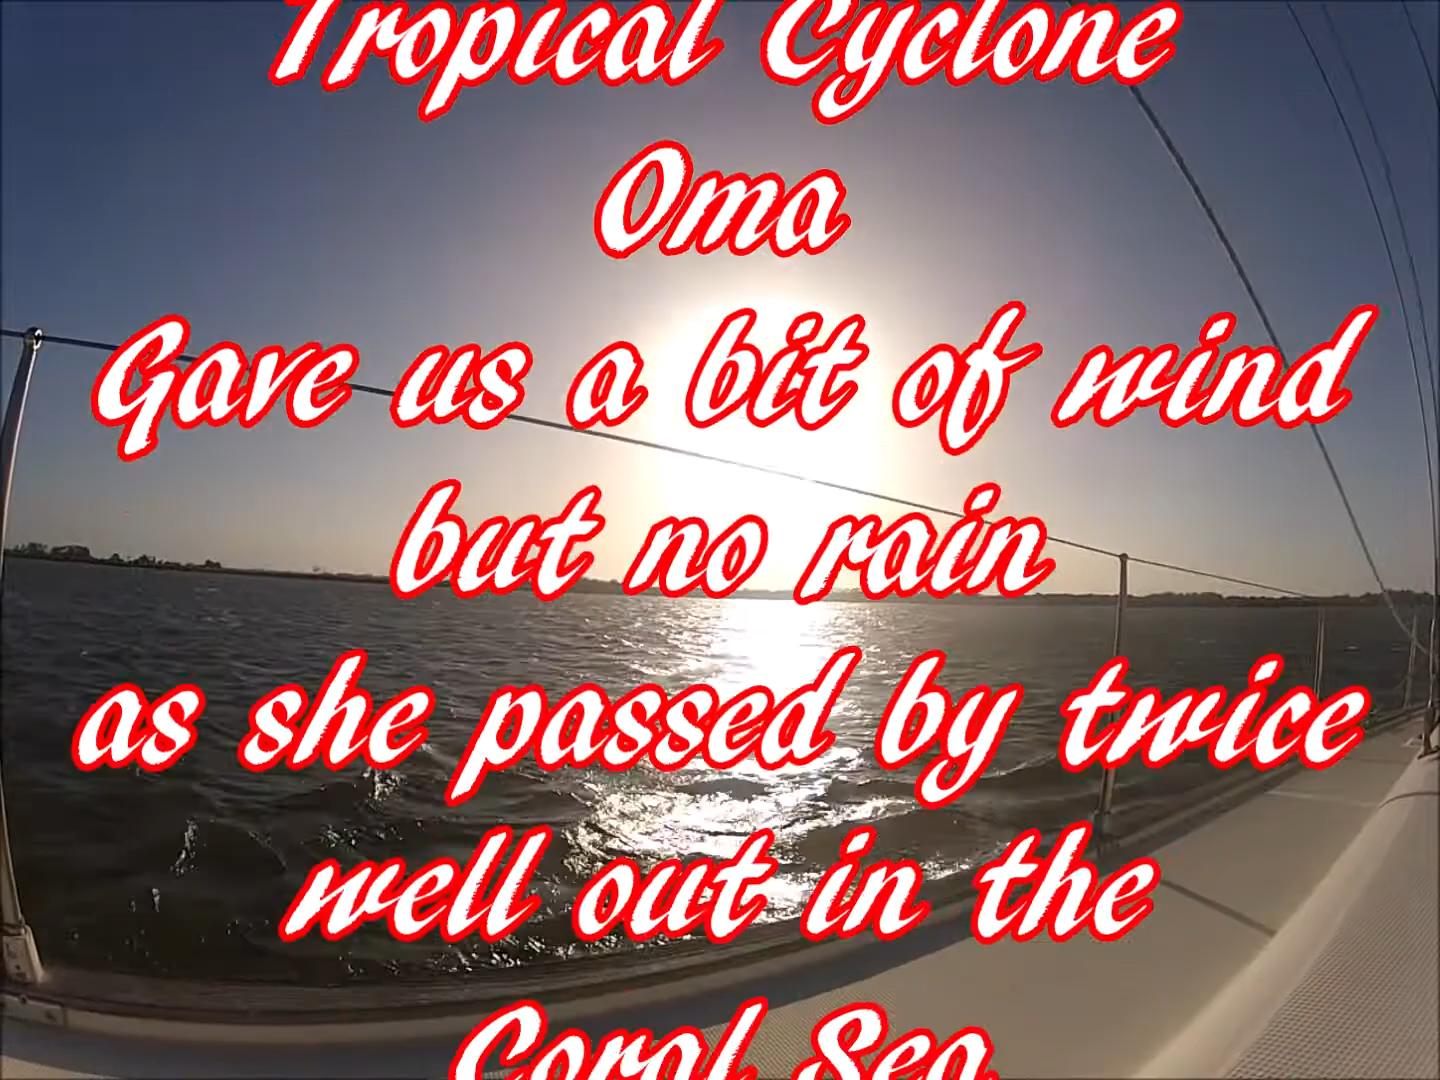 Tropical Cyclone
Oma
Gave us a bit of wind
but no rain
as she passed by twice
well out in the
Coral Sea